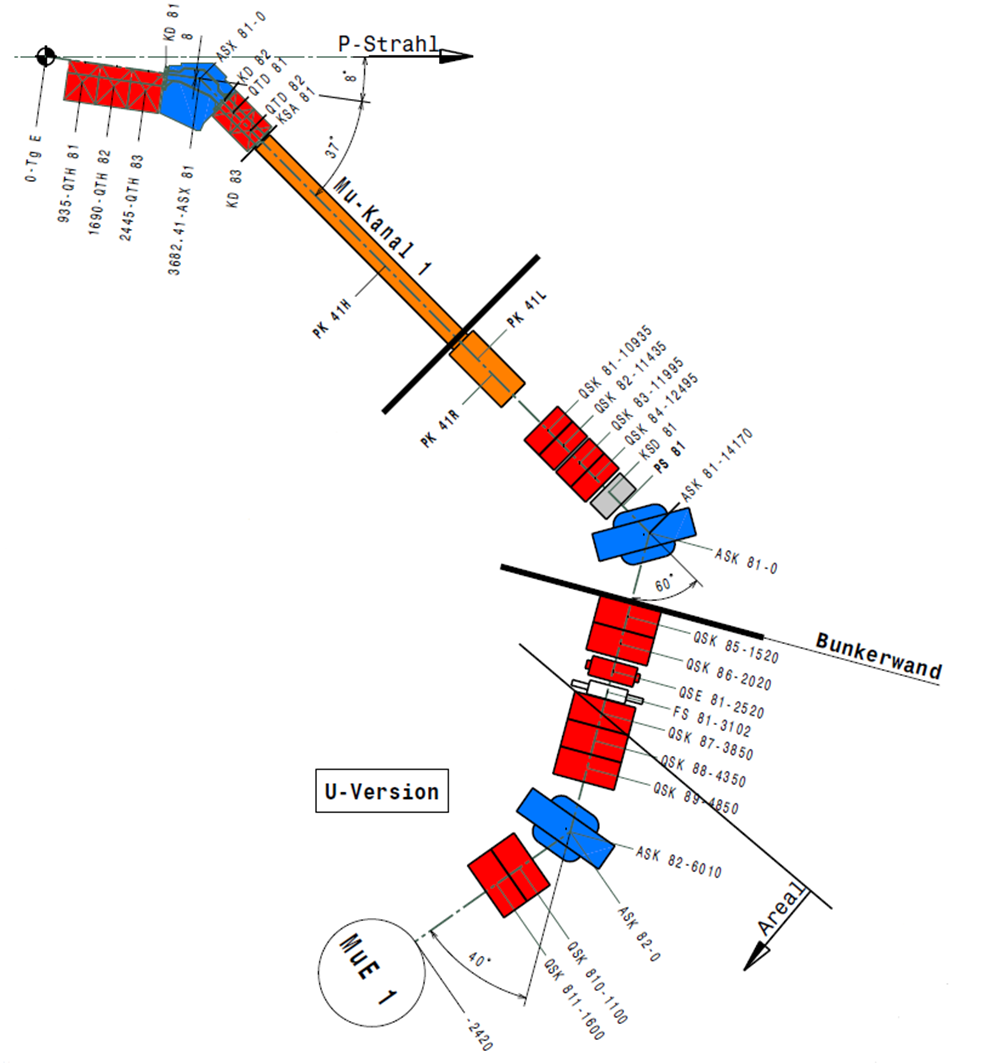 P-Strahl
8°
37°
KD 81
8
ASX 81-0
KD 82
QTD 81
QTD 82
KSA 81
0-Tg E
935-QTH 81
1690-QTH 82
2445-QTH 83
3682.41-ASX 81
KD 83
Mu-Kanal 1
PK 41H
PK 41L
PK 41R
QSK 81-10935
QSK 82-11435
QSK 83-11995
QSK 84-12495
KSD 81
PS 81
ASK 81-14170
ASK 81-0
60°
Bunkerwand
QSK 85-1520
QSK 86-2020
QSE 81-2520
FS 81-3102
QSK 87-3850
QSK 88-4350
QSK 89-4850
U-Version
ASK 82-6010
ASK 82-0
Areal
QSK 810-1100
QSK 811-1600
40°
MuE 1
-2420